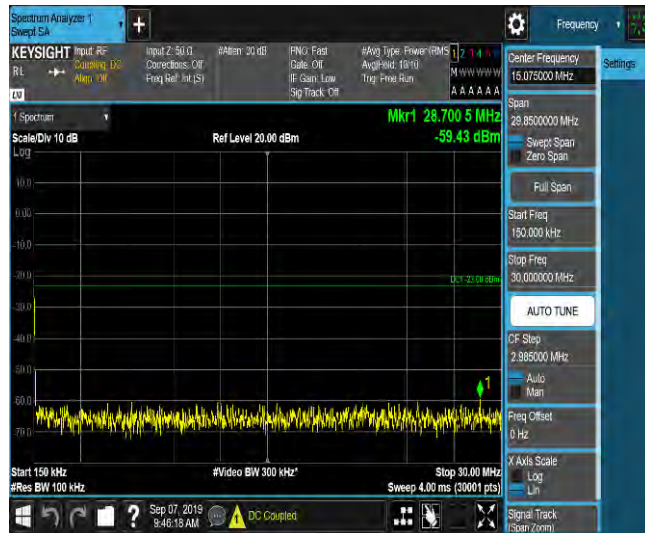 Spectrum Analyzer 1
Swept SA
Frequency
KEYSIGHT
Input: RF
Coupling: DC
Align: Off
Input Z: 50 Ω
Corrections: Off
Freq Ref: Int (S)
#Atten: 30 dB
PNO: Fast
Gate: Off
IF Gain: Low
Sig Track: Off
#Avg Type: Power (RMS
Avg|Hold: 10/10
Trig: Free Run
M W W W W W
A A A A A A
RL
1 Spectrum
Scale/Div 10 dB
Log
Ref Level 20.00 dBm
Mkr1 28.700 5 MHz
-59.43 dBm
10.0
0.00
-10.0
-20.0
DL1 -23.00 dBm
-30.0
-40.0
-50.0
1
-60.0
-70.0
Start 150 kHz
#Res BW 100 kHz
#Video BW 300 kHz*
Stop 30.00 MHz
Sweep 4.00 ms (30001 pts)
Sep 07, 2019
9:46:18 AM
DC Coupled
Center Frequency
15.075000 MHz
Settings
Span
29.8500000 MHz
Swept Span
Zero Span
Full Span
Start Freq
150.000 kHz
Stop Freq
30.000000 MHz
AUTO TUNE
CF Step
2.985000 MHz
Auto
Man
Freq Offset
0 Hz
X Axis Scale
Log
Lin
Signal Track
(Span Zoom)